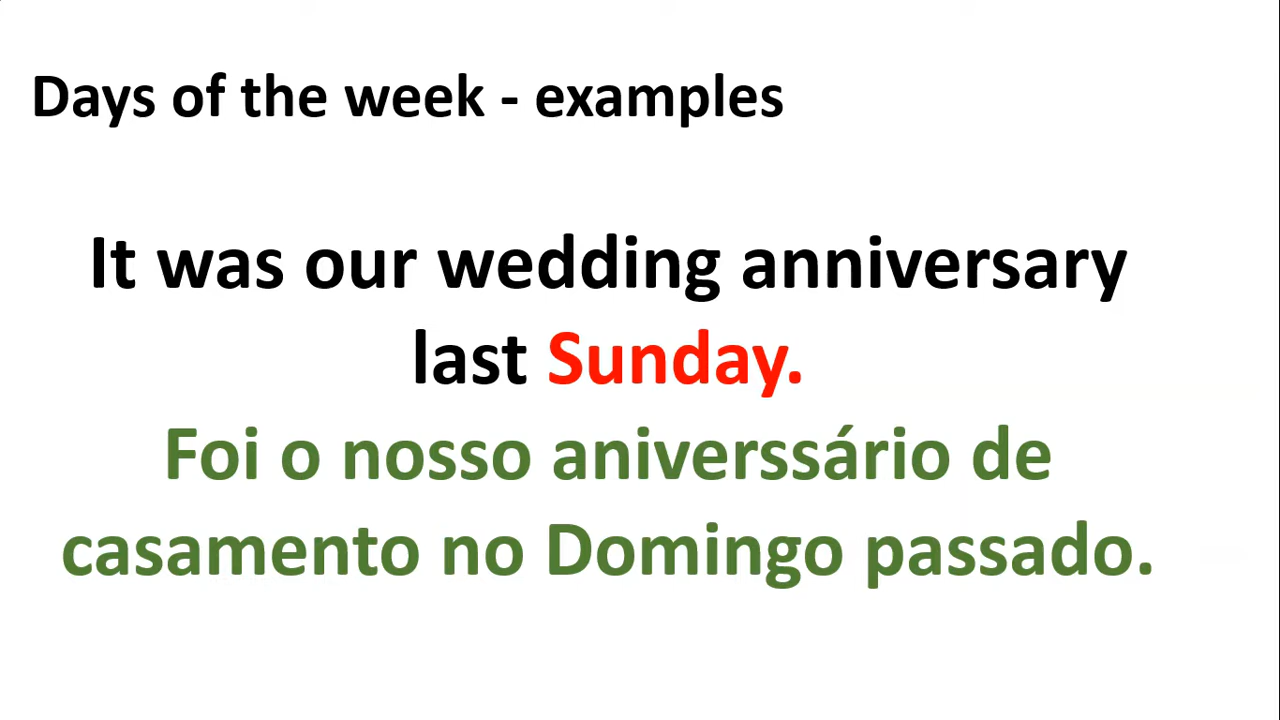 Days of the week - examples
It was our wedding anniversary
last Sunday.
Foi o nosso aniverssário de
casamento no Domingo passado.